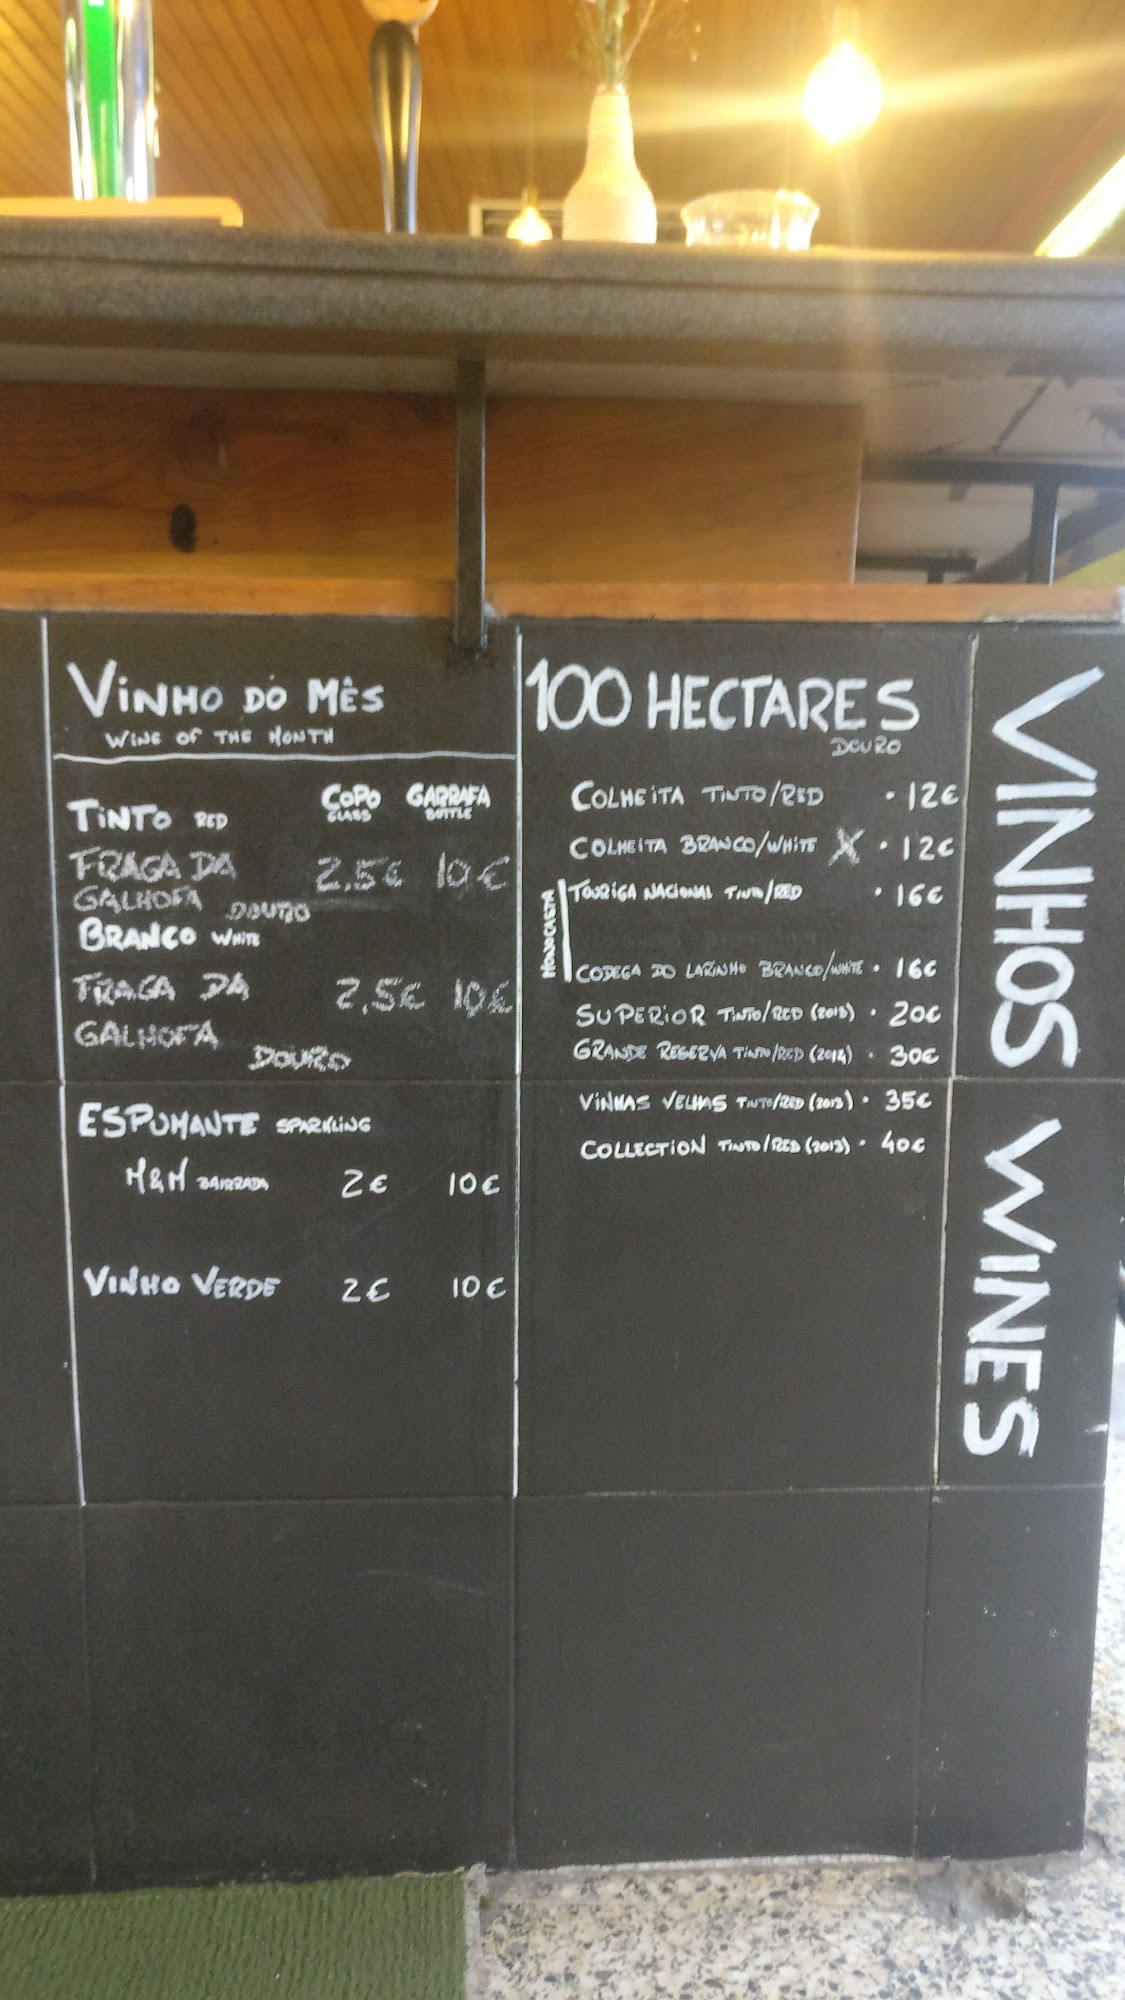 VINHO DO MÊS
WINE OF THE MONTH
COPO GARRAFA
GLASS BOTTLE
TINTO RED
FRAGA DA 2,5€ 10€
GALHOFA DOURO
BRANCO WHITE
FRAGA DA 2,5€ 10€
GALHOFA
DOURO
ESPUMANTE SPARKLING
M&M BAIRRADA 2€ 10€
VINHO VERDE 2€ 10€
100 HECTARES
DOURO
COLHEITA TINTO/RED • 12€
COLHEITA BRANCO/WHITE X • 12€
MONOCASTA
TOURIGA NACIONAL TINTO/RED • 16€
CODEGA DO LARINHO BRANCO/WHITE • 16€
SUPERIOR TINTO/RED (2013) • 20€
GRANDE RESERVA TINTO/RED (2014) • 30€
VINHAS VELHAS TINTO/RED (2013) • 35€
COLLECTION TINTO/RED (2013) • 40€
VINHOS WINES